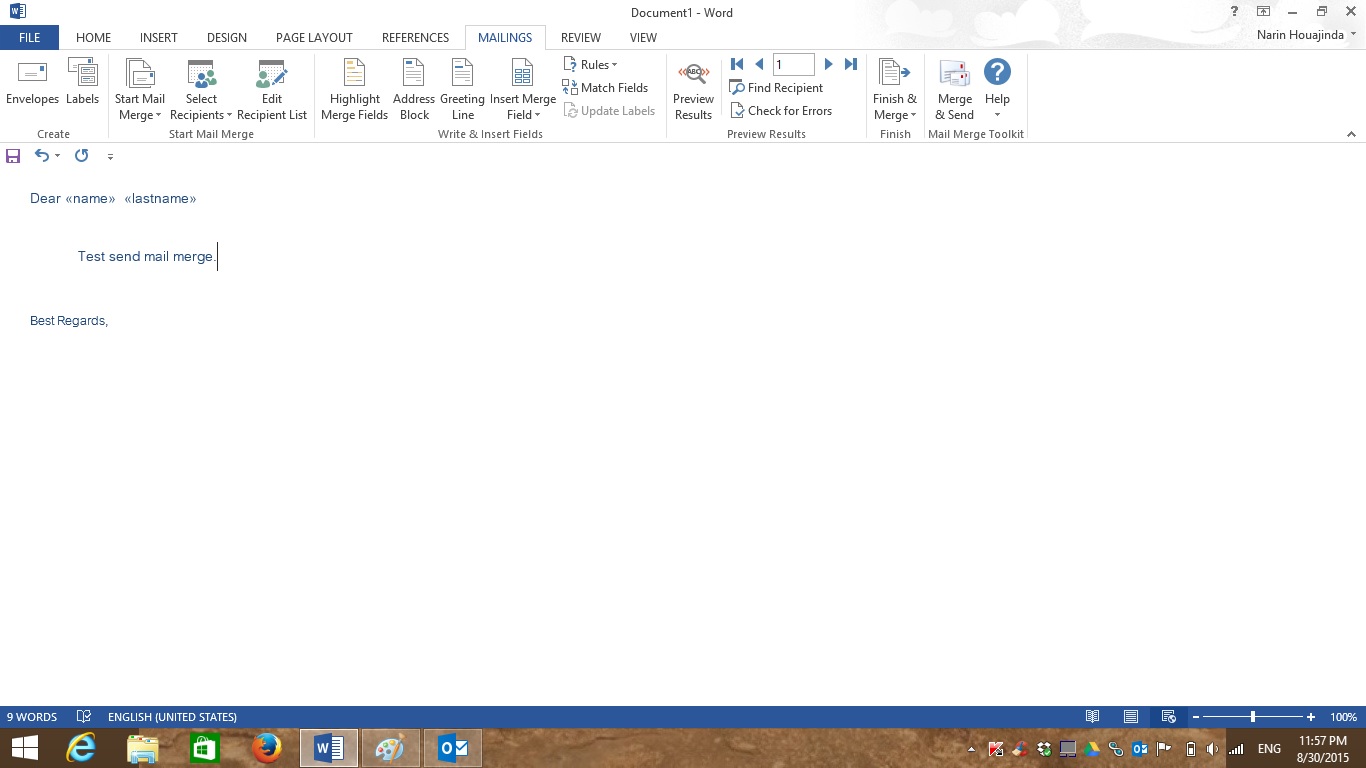 Document1 - Word
FILE HOME INSERT DESIGN PAGE LAYOUT REFERENCES MAILINGS REVIEW VIEW Narin Houajinda
Envelopes Labels
Create
Start Mail Merge Select Recipients Edit Recipient List
Start Mail Merge
Highlight Merge Fields Address Block Greeting Line Insert Merge Field
Rules
Match Fields
Update Labels
Write & Insert Fields
ABC
Preview Results
1
Find Recipient
Check for Errors
Preview Results
Finish & Merge
Finish
Merge & Send Help
Mail Merge Toolkit
Dear «name» «lastname»
Test send mail merge.
Best Regards,
9 WORDS ENGLISH (UNITED STATES) 100%
ENG 11:57 PM
8/30/2015